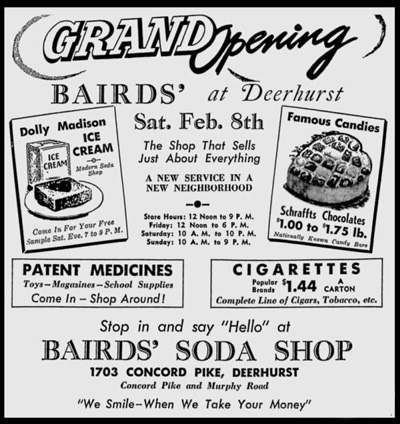 GRAND Opening
BAIRDS' at Deerhurst
Sat. Feb. 8th
The Shop That Sells
Just About Everything
A NEW SERVICE IN A
NEW NEIGHBORHOOD
Store Hours: 12 Noon to 9 P. M.
Friday: 12 Noon to 6 P. M.
Saturday: 10 A. M. to 10 P. M.
Sunday: 10 A. M. to 9 P. M.
Dolly Madison
ICE
CREAM
Modern Soda
Shop
ICE
CREAM
Come In For Your Free
Sample Sat. Eve. 7 to 9 P. M.
Famous Candies
Schraffts Chocolates
$1.00 to $1.75 lb.
Nationally Known Candy Bars
PATENT MEDICINES
Toys—Magazines—School Supplies
Come In — Shop Around!
CIGARETTES
Popular Brands $1.44 A CARTON
Complete Line of Cigars, Tobacco, etc.
Stop in and say "Hello" at
BAIRDS' SODA SHOP
1703 CONCORD PIKE, DEERHURST
Concord Pike and Murphy Road
"We Smile—When We Take Your Money"